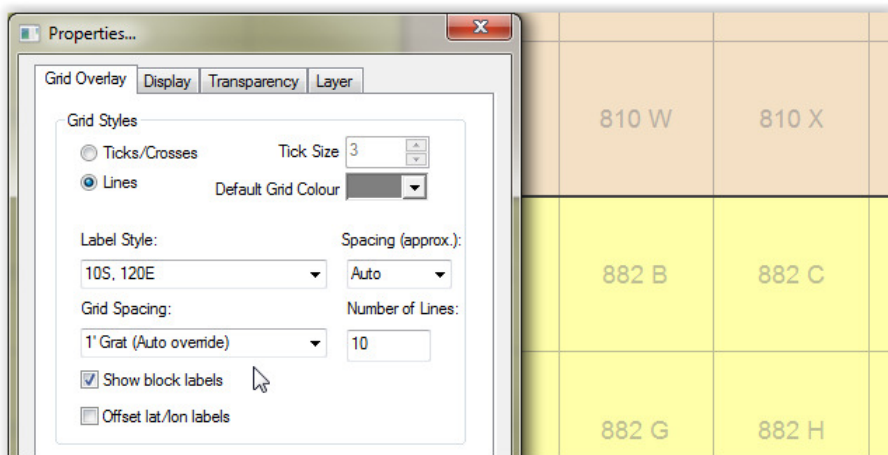 Properties...
Grid Overlay Display Transparency Layer
Grid Styles
Ticks/Crosses Tick Size 3
Lines Default Grid Colour
Label Style: Spacing (approx.):
10S, 120E Auto
Grid Spacing: Number of Lines:
1' Grat (Auto override) 10
Show block labels
Offset lat/lon labels
810 W 810 X
882 B 882 C
882 G 882 H